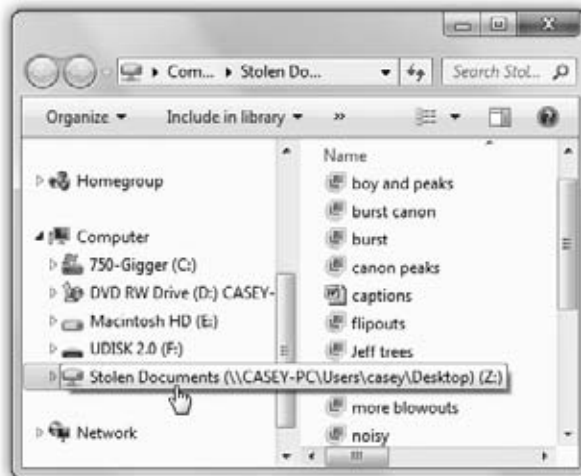 Com... Stolen Do... Search Stol...
Organize Include in library »
Homegroup
Computer
750-Gigger (C:)
DVD RW Drive (D:) CASEY-
Macintosh HD (E:)
UDISK 2.0 (F:)
Stolen Documents (\\CASEY-PC\Users\casey\Desktop) (Z:)
Network
Name
boy and peaks
burst canon
burst
canon peaks
captions
flipouts
Jeff trees
more blowouts
noisy